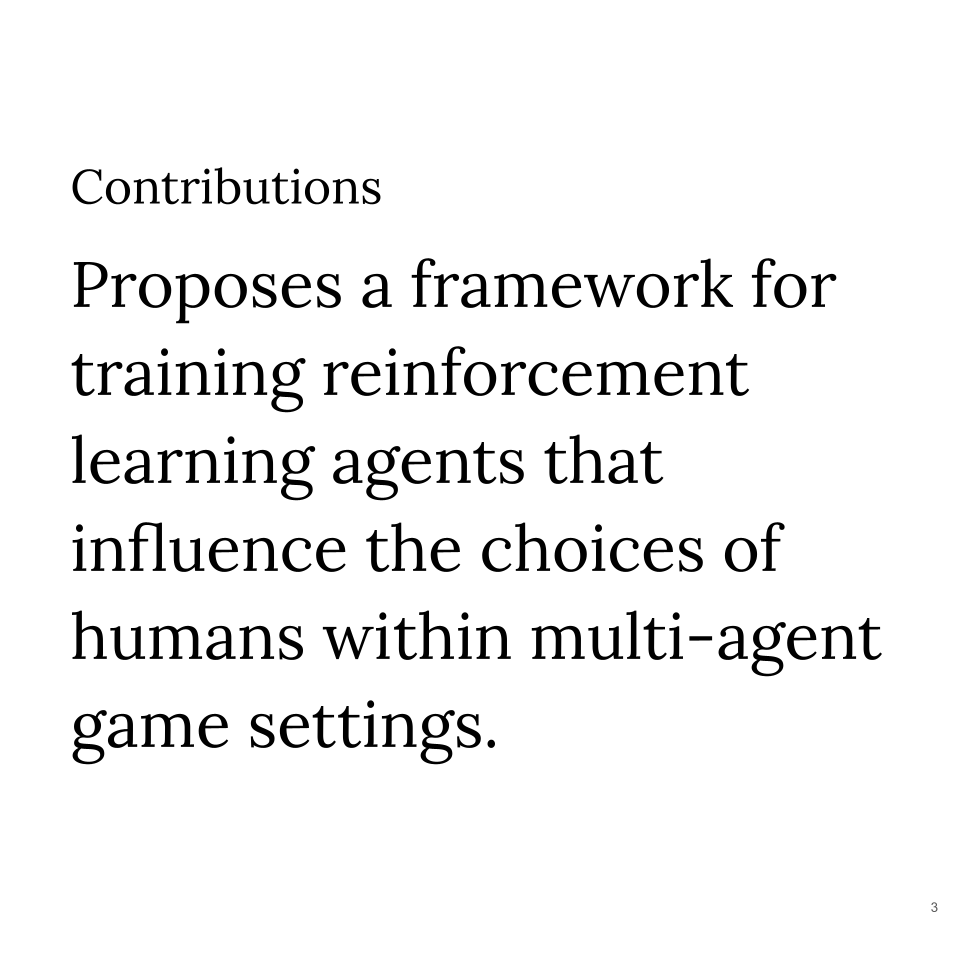 Contributions
Proposes a framework for
training reinforcement
learning agents that
influence the choices of
humans within multi-agent
game settings.
3